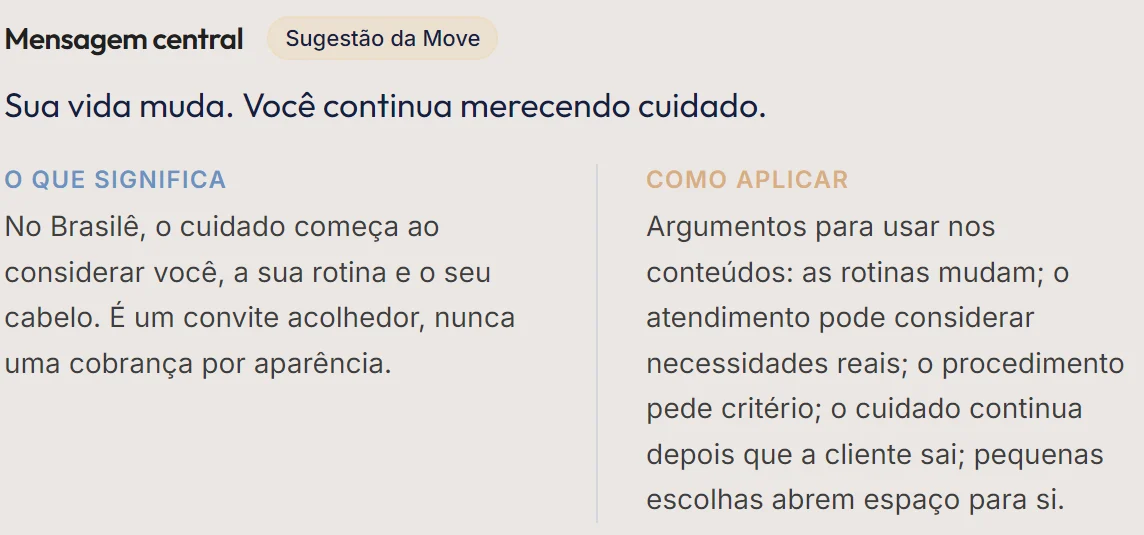 Mensagem central
Sugestão da Move
Sua vida muda. Você continua merecendo cuidado.
O QUE SIGNIFICA
No Brasilê, o cuidado começa ao
considerar você, a sua rotina e o seu
cabelo. É um convite acolhedor, nunca
uma cobrança por aparência.
COMO APLICAR
Argumentos para usar nos
conteúdos: as rotinas mudam; o
atendimento pode considerar
necessidades reais; o procedimento
pede critério; o cuidado continua
depois que a cliente sai; pequenas
escolhas abrem espaço para si.